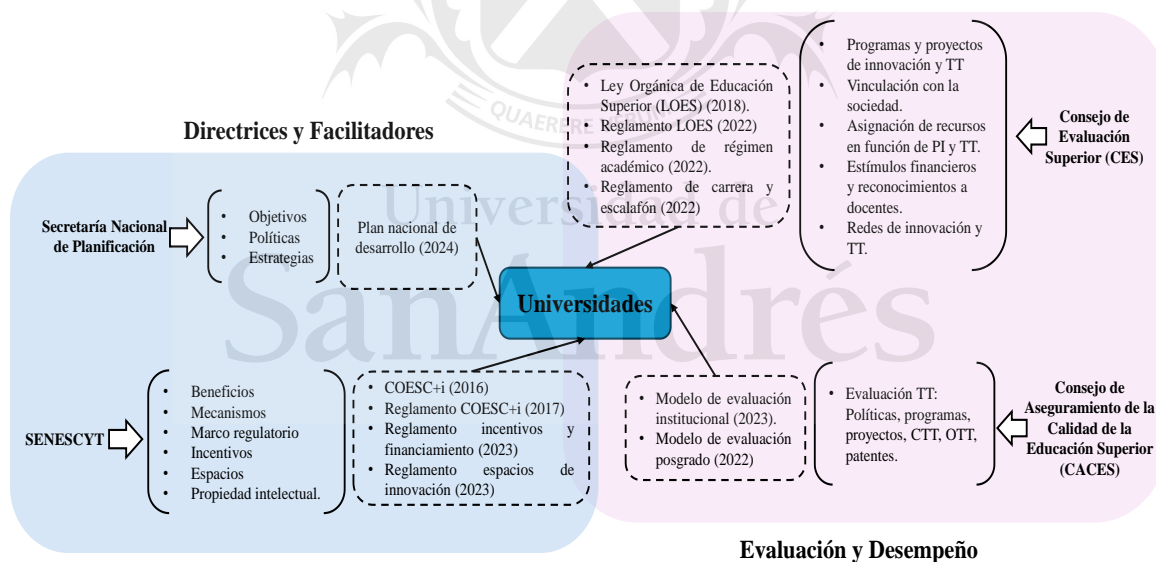 QUAERERE VERUM
Universidad de
SanAndrés
Directrices y Facilitadores
Secretaría Nacional
de Planificación
• Objetivos
• Políticas
• Estrategias
Plan nacional de
desarrollo (2024)
SENESCYT
• Beneficios
• Mecanismos
• Marco regulatorio
• Incentivos
• Espacios
• Propiedad intelectual.
• COESC+i (2016)
• Reglamento COESC+i (2017)
• Reglamento incentivos y
financiamiento (2023)
• Reglamento espacios de
innovación (2023)
Universidades
• Ley Orgánica de Educación
Superior (LOES) (2018).
• Reglamento LOES (2022)
• Reglamento de régimen
académico (2022).
• Reglamento de carrera y
escalafón (2022)
• Programas y proyectos
de innovación y TT
• Vinculación con la
sociedad.
• Asignación de recursos
en función de PI y TT.
• Estímulos financieros
y reconocimientos a
docentes.
• Redes de innovación y
TT.
Consejo de
Evaluación
Superior (CES)
• Modelo de evaluación
institucional (2023).
• Modelo de evaluación
posgrado (2022)
• Evaluación TT:
Políticas, programas,
proyectos, CTT, OTT,
patentes.
Consejo de
Aseguramiento de la
Calidad de la
Educación Superior
(CACES)
Evaluación y Desempeño